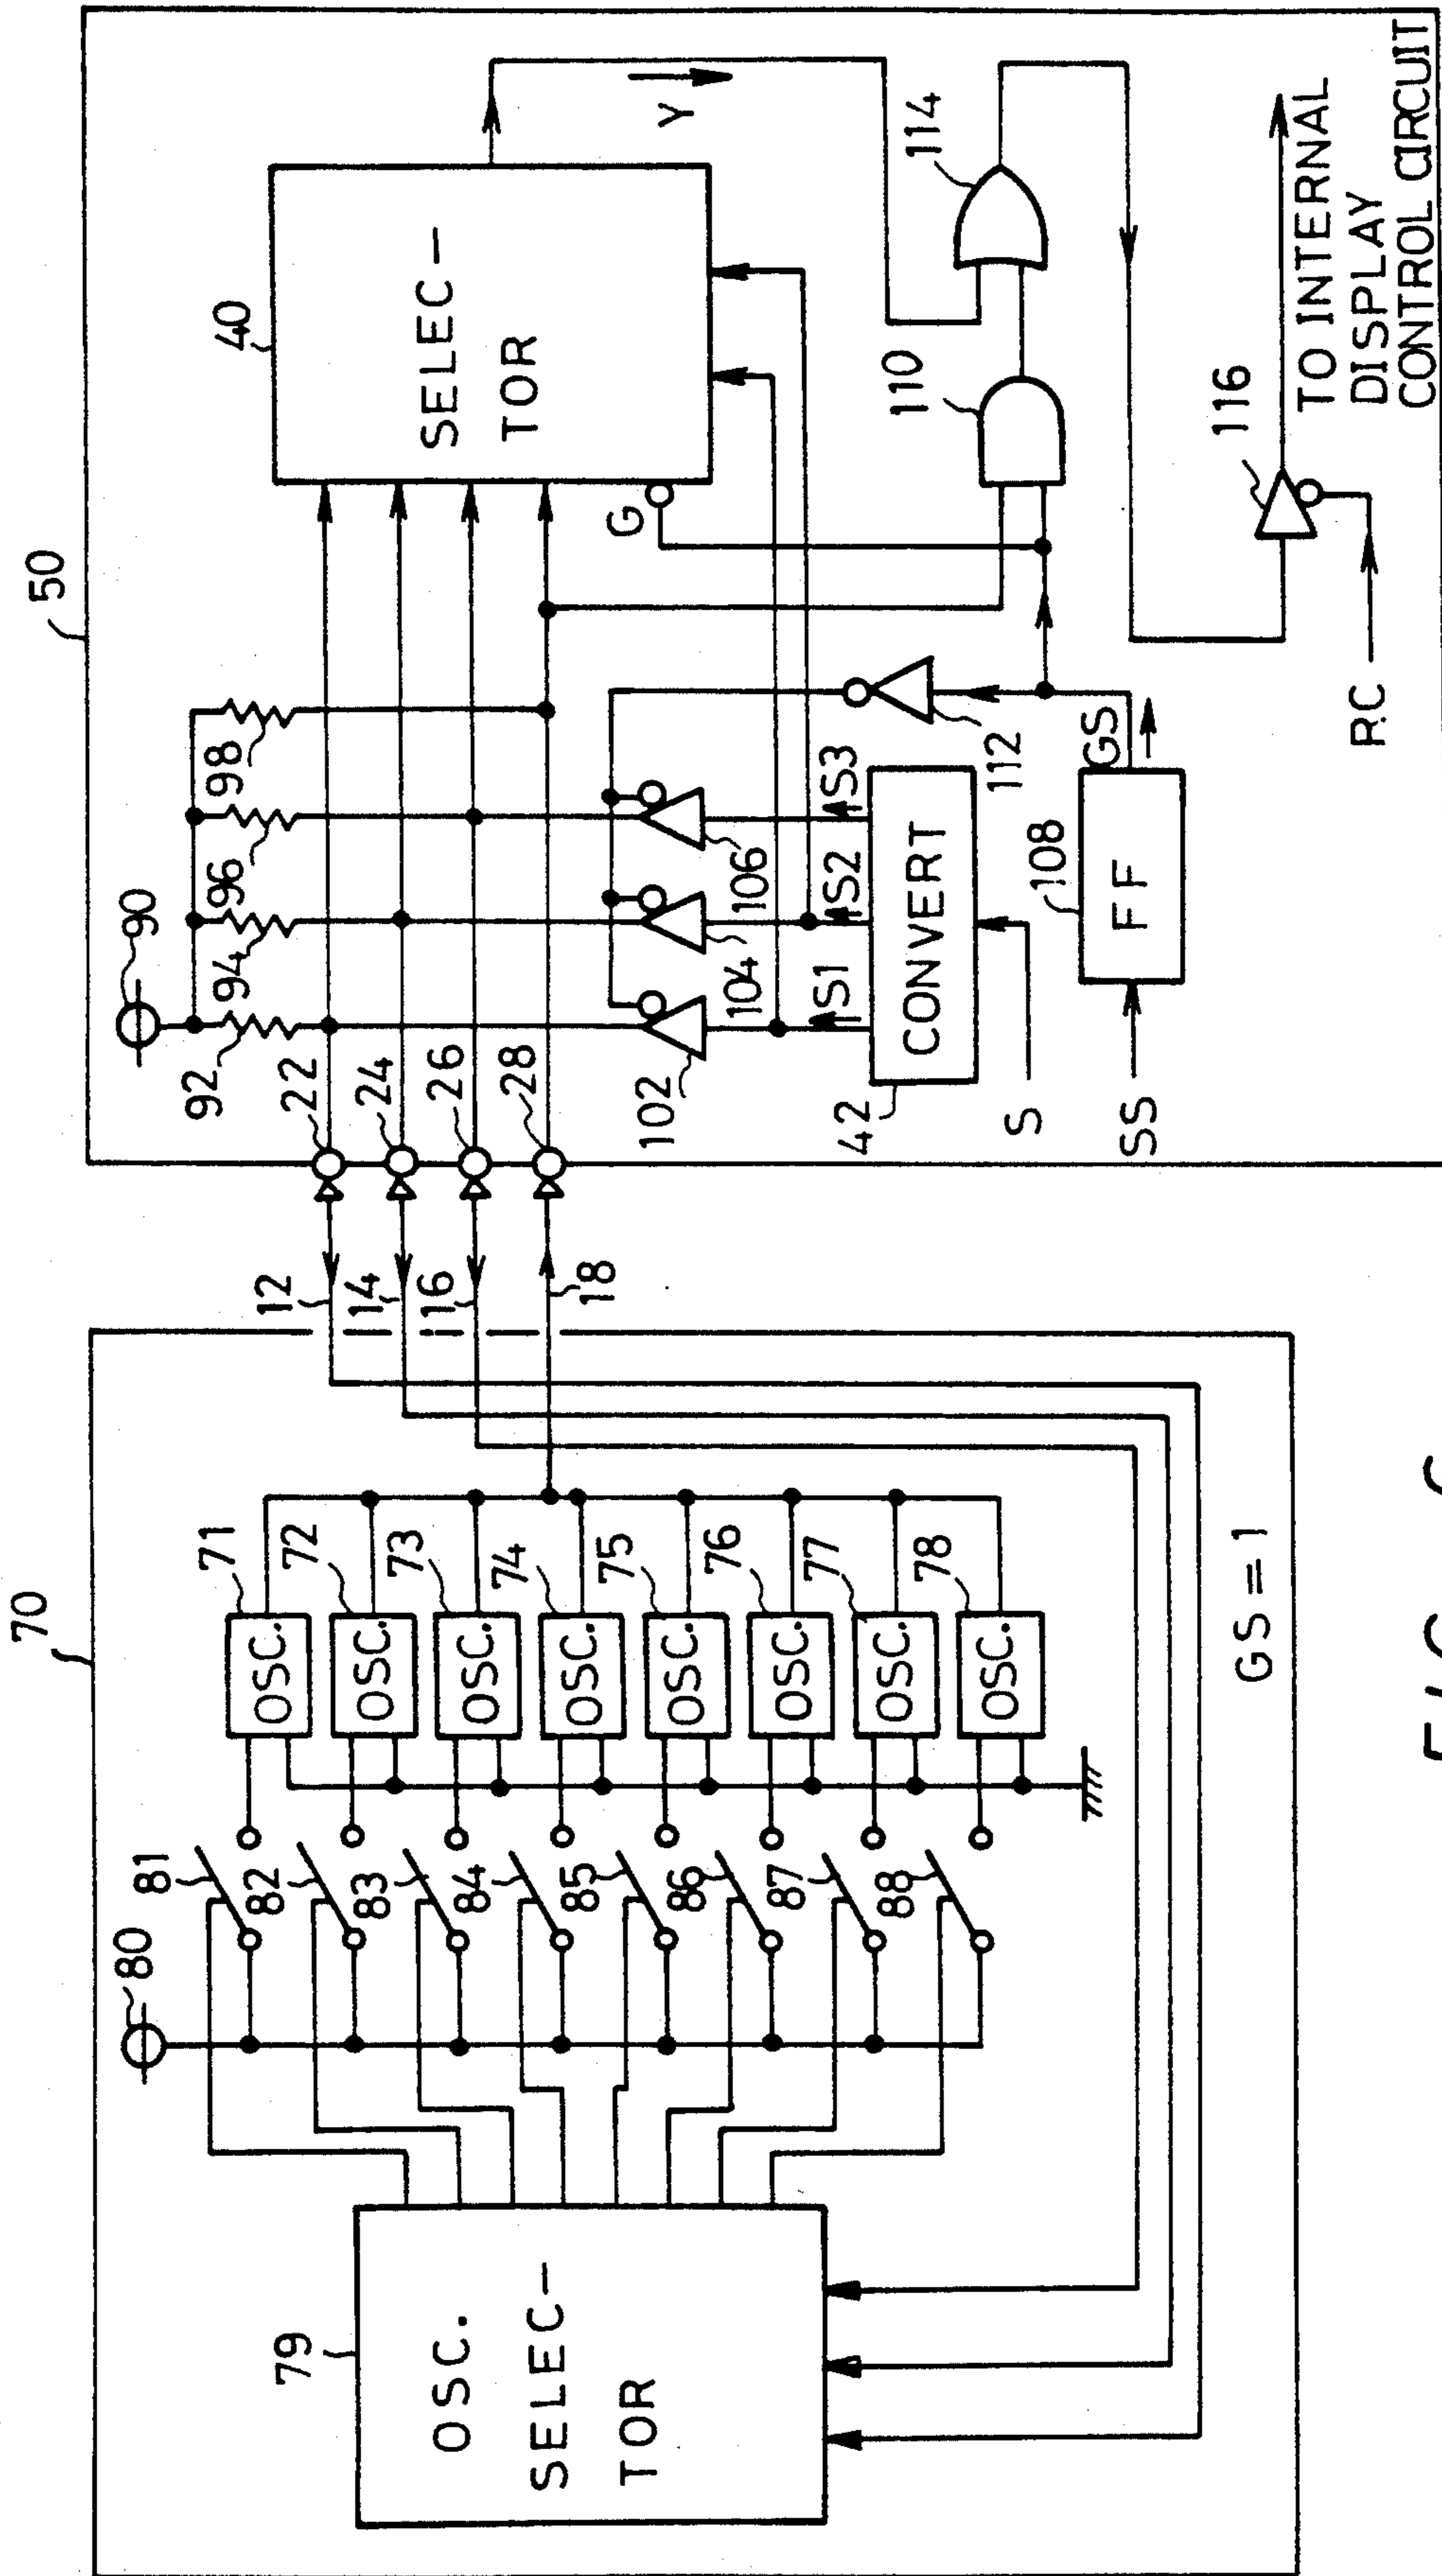 70
50
80
90
81
82
83
84
85
86
87
88
71
72
73
74
75
76
77
78
OSC.
OSC.
OSC.
OSC.
OSC.
OSC.
OSC.
OSC.
79
OSC.
SELEC-
TOR
GS = 1
12
14
16
18
22
24
26
28
92
94
96
98
102
104
106
S1
S2
S3
42
CONVERT
S
SS
108
FF
GS
112
40
SELEC-
TOR
G
Y
110
114
116
RC
TO INTERNAL
DISPLAY
CONTROL CIRCUIT